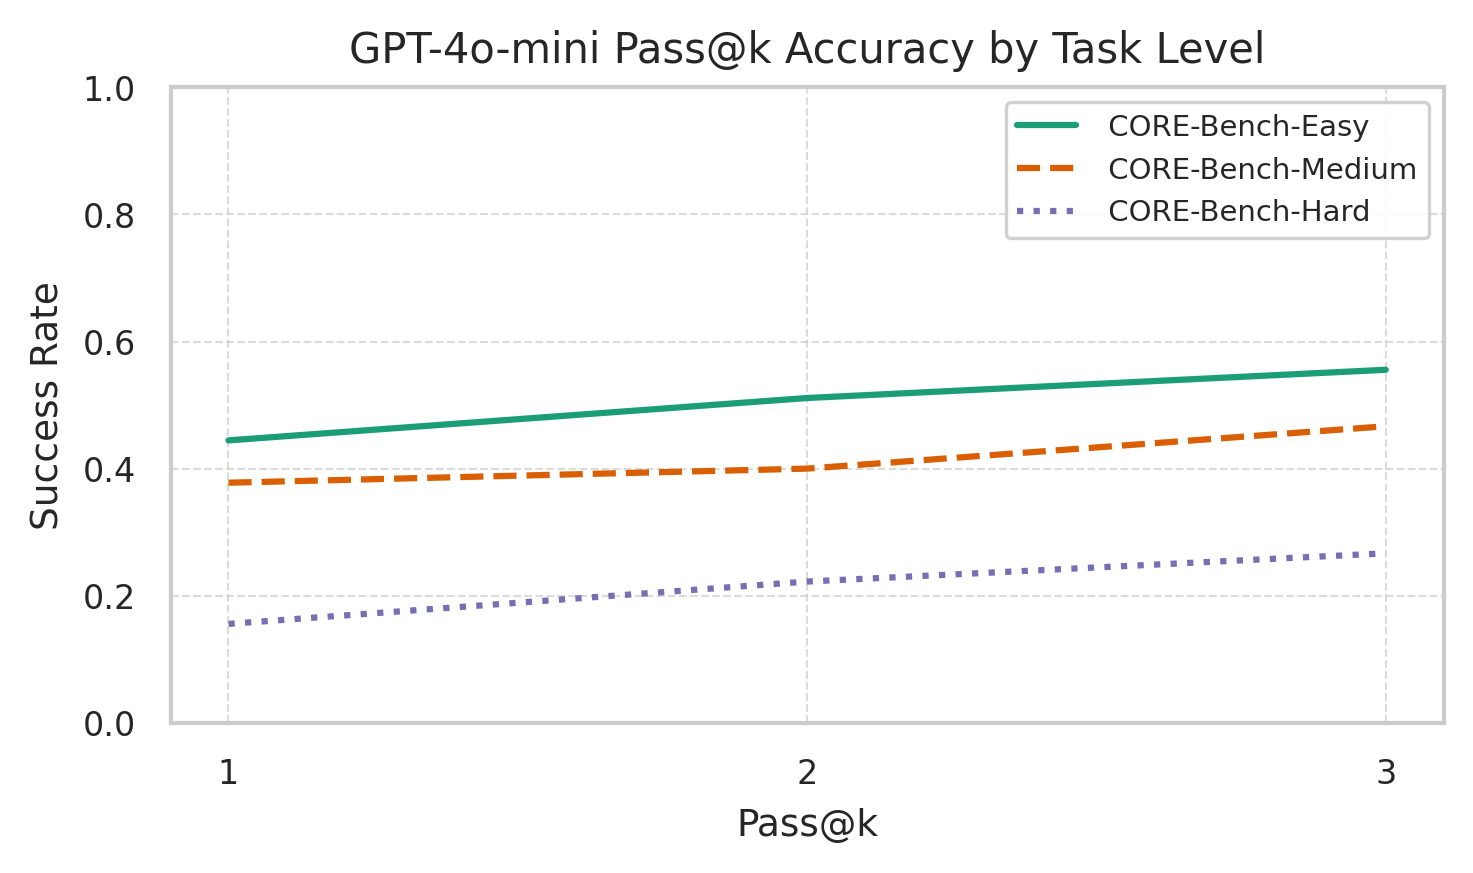 GPT-4o-mini Pass@k Accuracy by Task Level
1.0
0.8
0.6
0.4
0.2
0.0
Success Rate
CORE-Bench-Easy
CORE-Bench-Medium
CORE-Bench-Hard
1 2 3
Pass@k